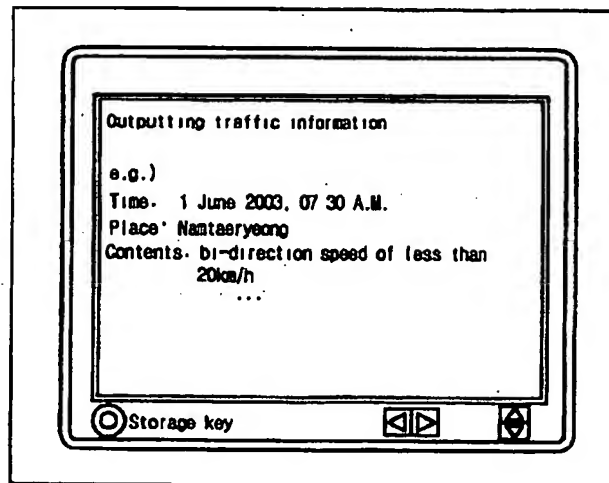 Outputting traffic information
e.g.)
Time. 1 June 2003, 07 30 A.M.
Place' Namtaeryeong
Contents. bi-direction speed of less than
20km/h
...
Storage key